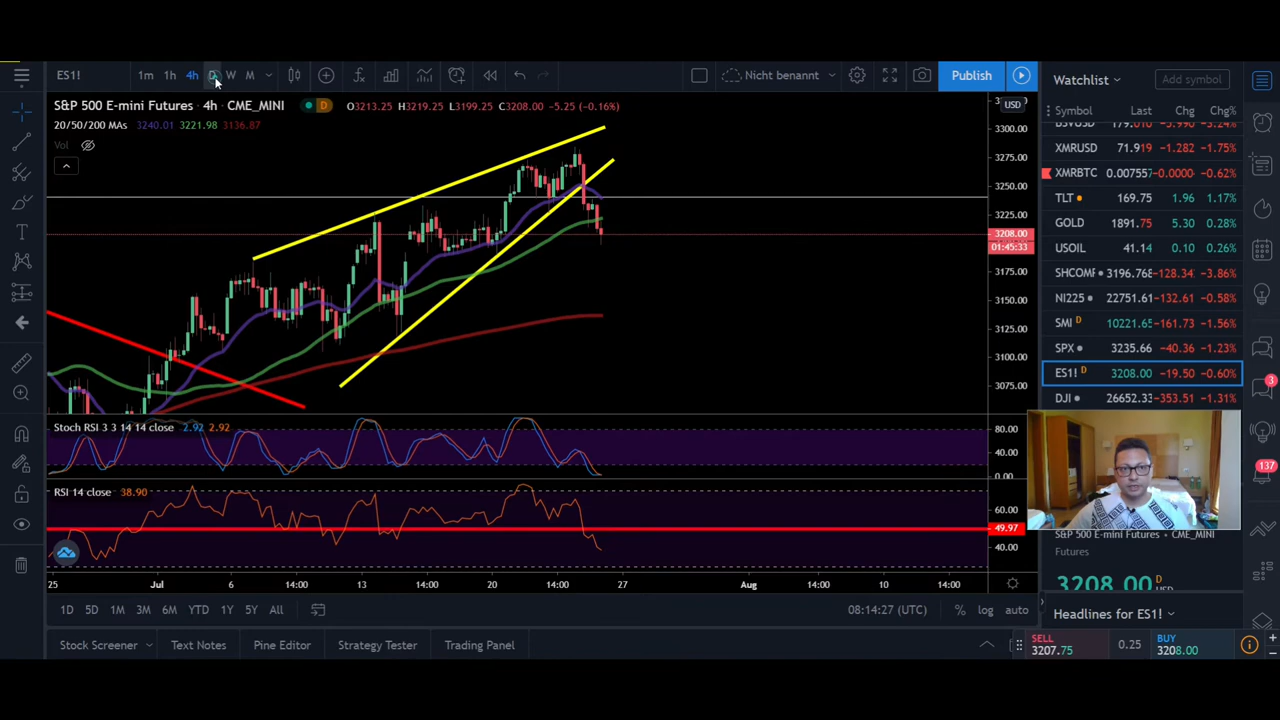 ES1! 1m 1h 4h D W M Nicht benannt Publish
S&P 500 E-mini Futures · 4h · CME_MINI D O3213.25 H3219.25 L3199.25 C3208.00 −5.25 (−0.16%)
20/50/200 MAs 3240.01 3221.98 3136.87
Vol
USD
3300.00
3275.00
3250.00
3225.00
3208.00
01:45:33
3175.00
3150.00
3125.00
3100.00
3075.00
Stoch RSI 3 3 14 14 close 2.92 2.92
80.00
40.00
0.00
RSI 14 close 38.90
60.00
49.97
40.00
25 Jul 6 14:00 13 14:00 20 14:00 27 Aug 14:00 10 14:00
1D 5D 1M 3M 6M YTD 1Y 5Y All 08:14:27 (UTC) % log auto
Stock Screener Text Notes Pine Editor Strategy Tester Trading Panel
Watchlist Add symbol
Symbol Last Chg Chg%
XMRUSD 71.919 −1.282 −1.75%
XMRBTC 0.007557 −0.0000 −0.62%
TLT 169.75 1.96 1.17%
GOLD 1891.75 5.30 0.28%
USOIL 41.14 0.10 0.26%
SHCOMP 3196.768 −128.34 −3.86%
NI225 22751.61 −132.61 −0.58%
SMI D 10221.65 −161.73 −1.56%
SPX 3235.66 −40.36 −1.23%
ES1! D 3208.00 −19.50 −0.60%
DJI 26652.33 −353.51 −1.31%
S&P 500 E-mini Futures · CME_MINI
Futures
3208.00 D
Headlines for ES1!
SELL
3207.75
0.25
BUY
3208.00
3
137